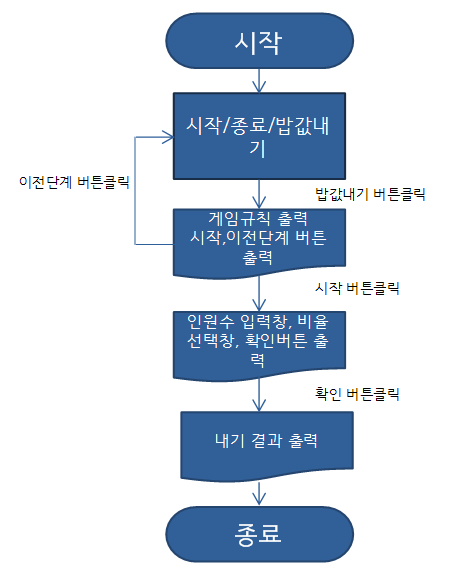 시작
시작/종료/밥값내
기
이전단계 버튼클릭
밥값내기 버튼클릭
게임규칙 출력
시작,이전단계 버튼
출력
시작 버튼클릭
인원수 입력창, 비율
선택창, 확인버튼 출
력
확인 버튼클릭
내기 결과 출력
종료